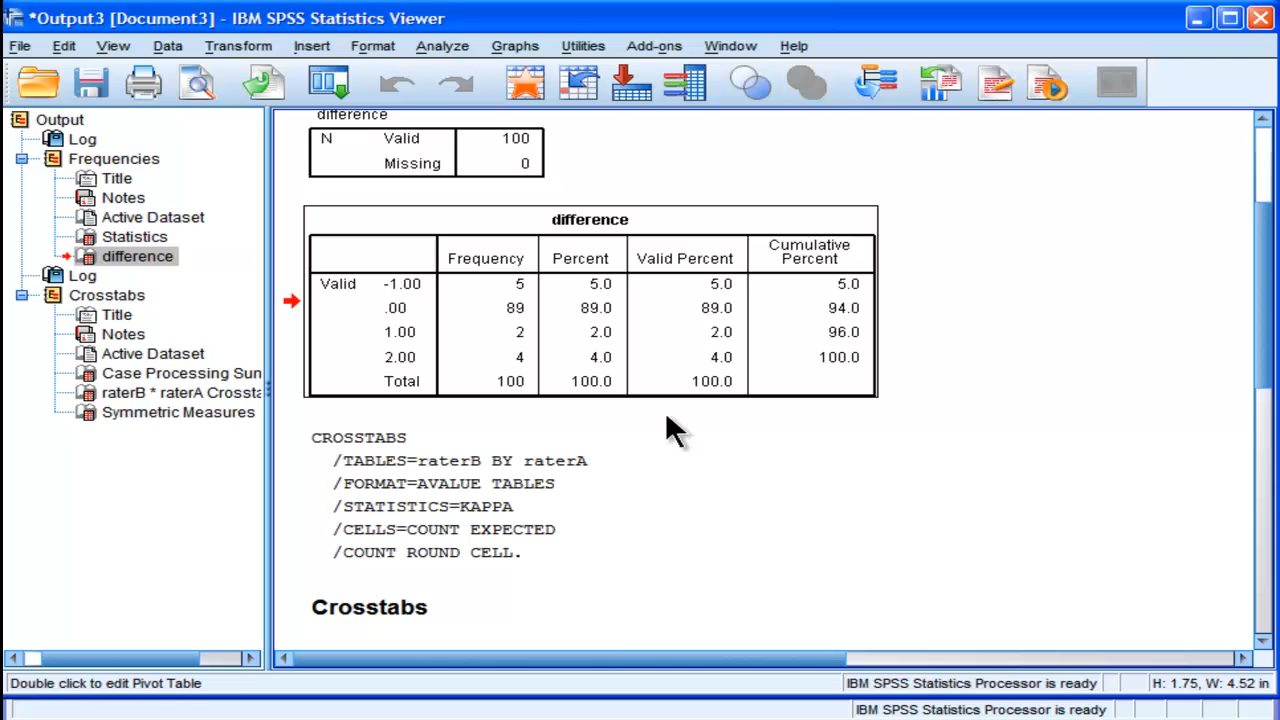 *Output3 [Document3] - IBM SPSS Statistics Viewer
File Edit View Data Transform Insert Format Analyze Graphs Utilities Add-ons Window Help
Output
Log
Frequencies
Title
Notes
Active Dataset
Statistics
difference
Log
Crosstabs
Title
Notes
Active Dataset
Case Processing Sun
raterB * raterA Crossta
Symmetric Measures
difference
N Valid 100
Missing 0
difference
Frequency Percent Valid Percent Cumulative Percent
Valid -1.00 5 5.0 5.0 5.0
.00 89 89.0 89.0 94.0
1.00 2 2.0 2.0 96.0
2.00 4 4.0 4.0 100.0
Total 100 100.0 100.0
CROSSTABS
/TABLES=raterB BY raterA
/FORMAT=AVALUE TABLES
/STATISTICS=KAPPA
/CELLS=COUNT EXPECTED
/COUNT ROUND CELL.
Crosstabs
Double click to edit Pivot Table
IBM SPSS Statistics Processor is ready
H: 1.75, W: 4.52 in
IBM SPSS Statistics Processor is ready